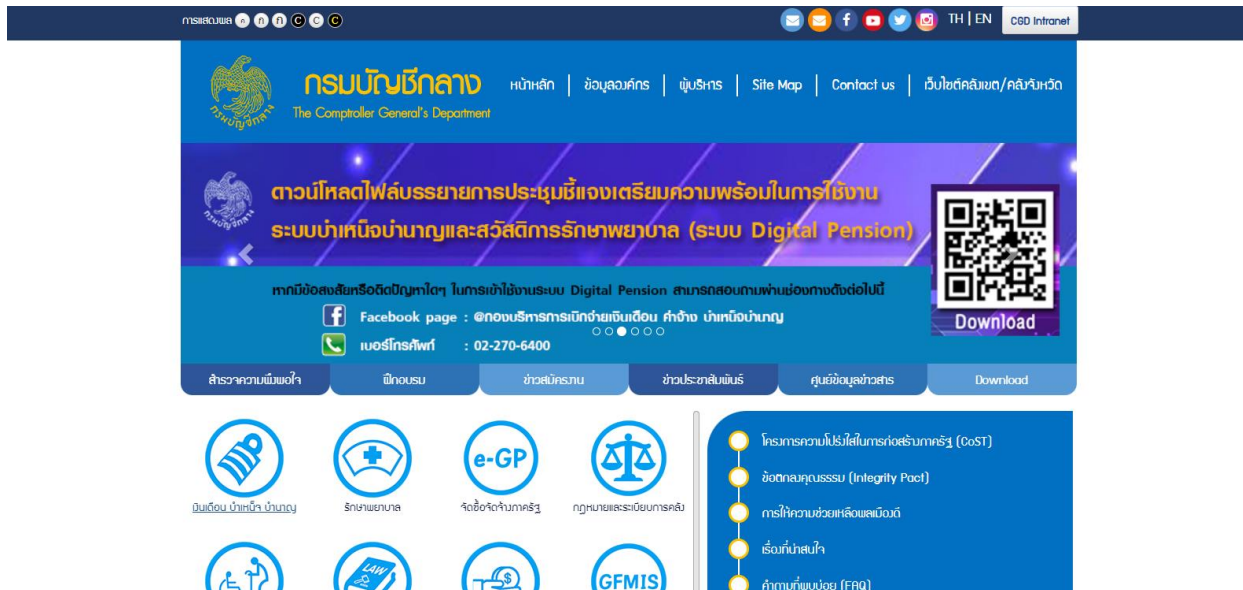 การแสดงผล ก ก ก C C C
TH | EN CGD Intranet
กรมบัญชีกลาง
The Comptroller General's Department
หน้าหลัก | ข้อมูลองค์กร | ผู้บริหาร | Site Map | Contact us | เว็บไซต์คลังเขต/คลังจังหวัด
ดาวน์โหลดไฟล์บรรยายการประชุมชี้แจงเตรียมความพร้อมในการใช้งาน
ระบบบำเหน็จบำนาญและสวัสดิการรักษาพยาบาล (ระบบ Digital Pension)
หากมีข้อสงสัยหรือติดปัญหาใดๆ ในการเข้าใช้งานระบบ Digital Pension สามารถสอบถามผ่านช่องทางดังต่อไปนี้
Facebook page : @กองบริหารการเบิกจ่ายเงินเดือน ค่าจ้าง บำเหน็จบำนาญ
เบอร์โทรศัพท์ : 02-270-6400
Download
สำรวจความพึงพอใจ ฝึกอบรม ข่าวสมัครงาน ข่าวประชาสัมพันธ์ ศูนย์ข้อมูลข่าวสาร Download
e-GP
เงินเดือน บำเหน็จ บำนาญ รักษาพยาบาล จัดซื้อจัดจ้างภาครัฐ กฎหมายและระเบียบการคลัง
LAW
GFMIS
โครงการความโปร่งใสในการก่อสร้างภาครัฐ (CoST)
ข้อตกลงคุณธรรม (Integrity Pact)
การให้ความช่วยเหลือพลเมืองดี
เรื่องที่น่าสนใจ
คำถามที่พบบ่อย (FAQ)